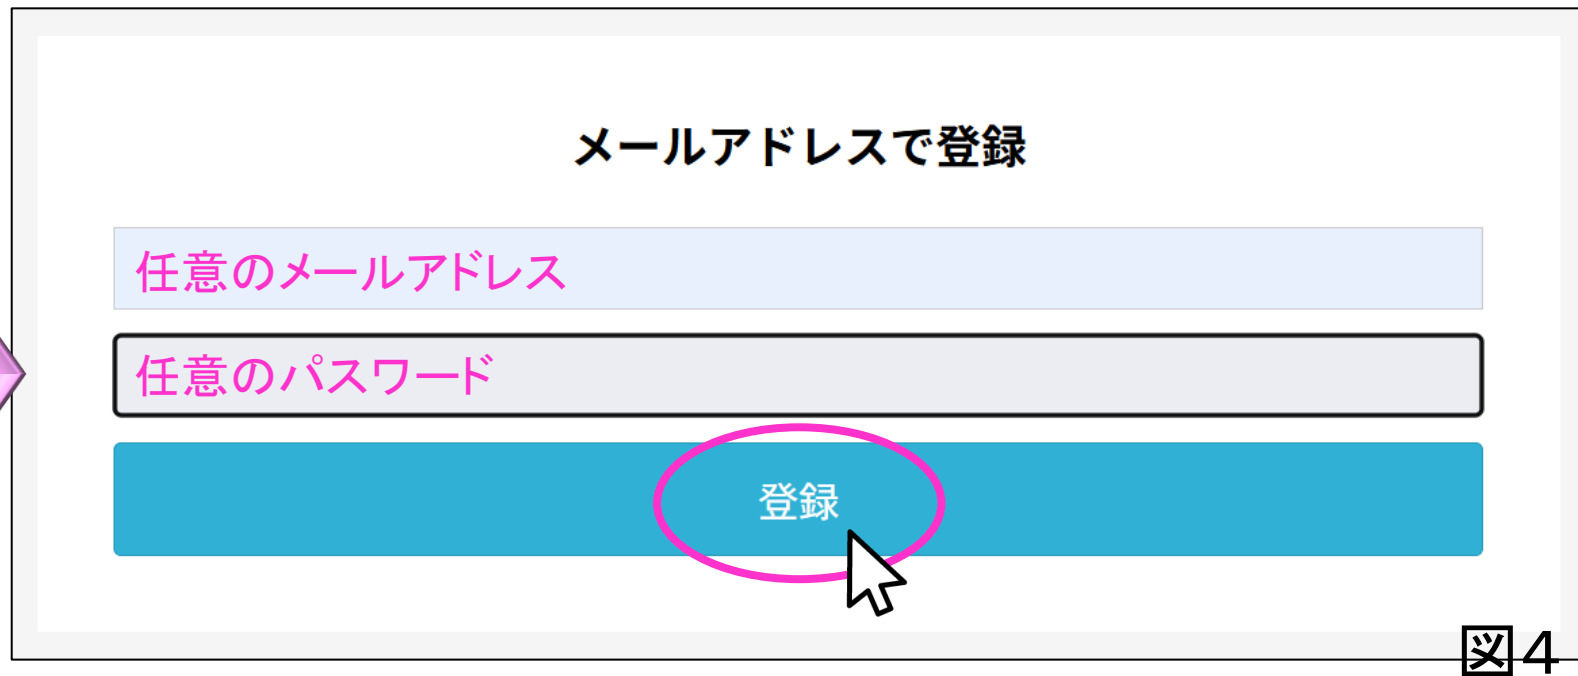 メールアドレスで登録
任意のメールアドレス
任意のパスワード
登録
図4